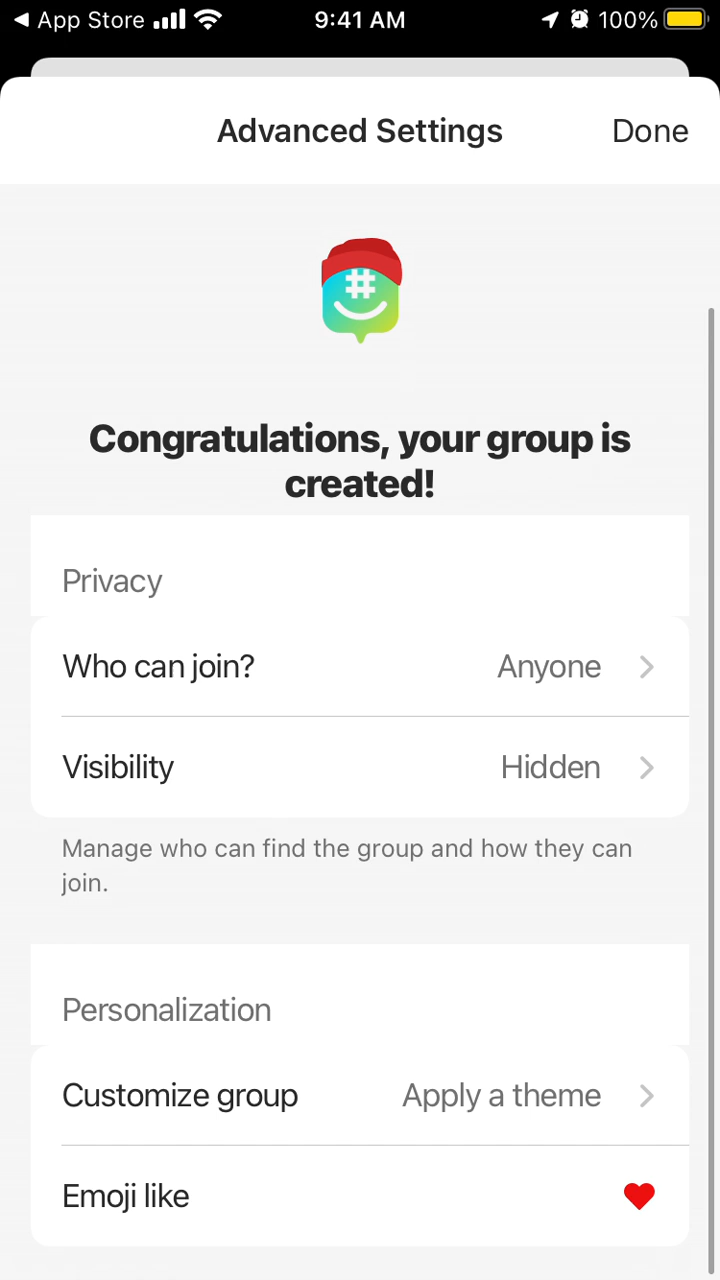 App Store
9:41 AM
100%
Advanced Settings
Done
#
Congratulations, your group is
created!
Privacy
Who can join?
Anyone
Visibility
Hidden
Manage who can find the group and how they can
join.
Personalization
Customize group
Apply a theme
Emoji like